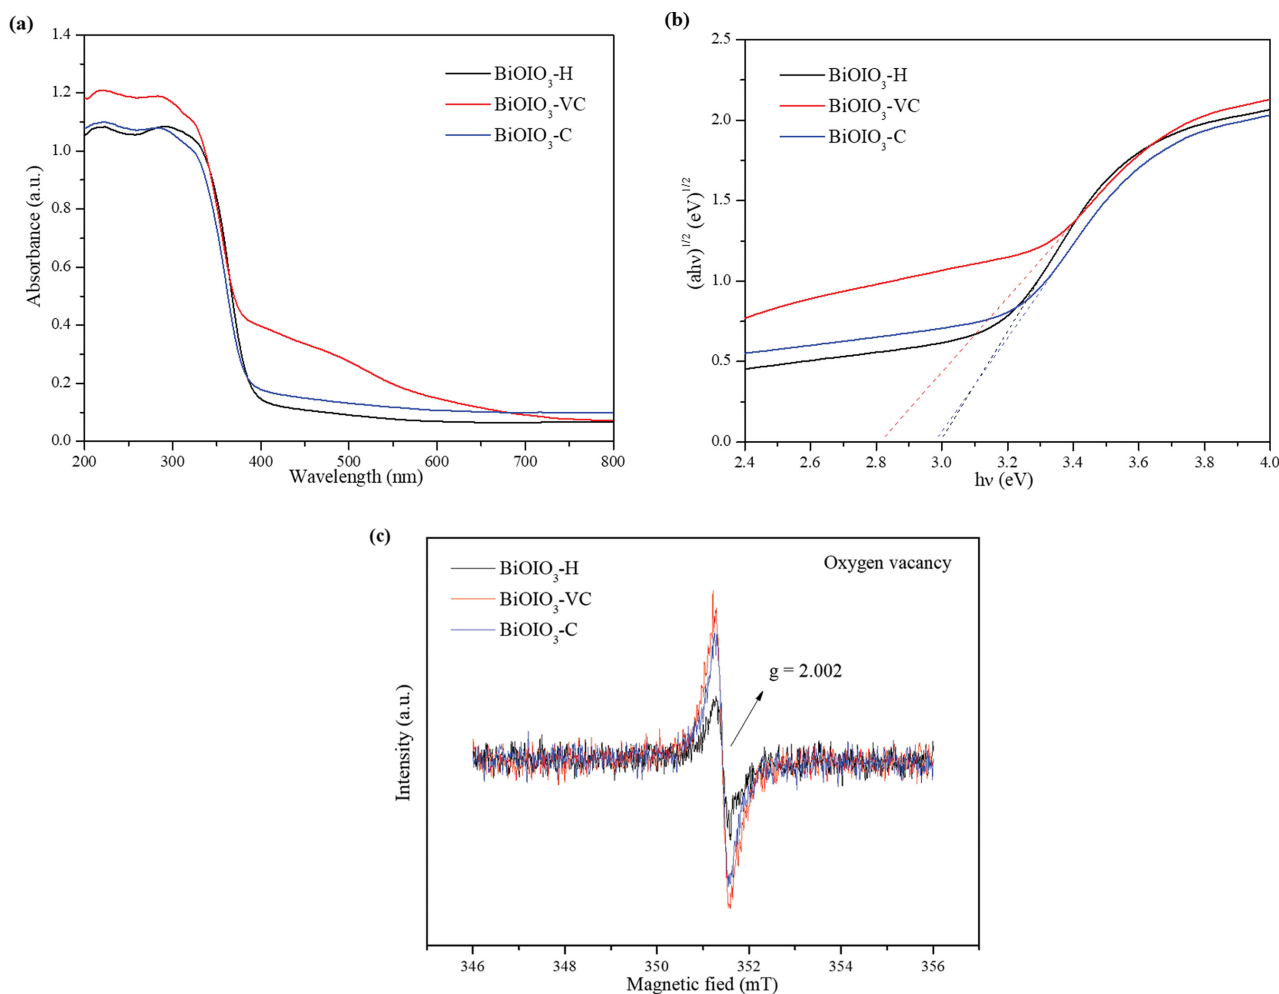 (a)
1.4
1.2
1.0
0.8
0.6
0.4
0.2
0.0
Absorbance (a.u.)
BiOIO3-H
BiOIO3-VC
BiOIO3-C
200 300 400 500 600 700 800
Wavelength (nm)
(b)
2.5
2.0
1.5
1.0
0.5
0.0
(ahν)1/2 (eV)1/2
BiOIO3-H
BiOIO3-VC
BiOIO3-C
2.4 2.6 2.8 3.0 3.2 3.4 3.6 3.8 4.0
hν (eV)
(c)
Intensity (a.u.)
BiOIO3-H
BiOIO3-VC
BiOIO3-C
Oxygen vacancy
g = 2.002
346 348 350 352 354 356
Magnetic fied (mT)